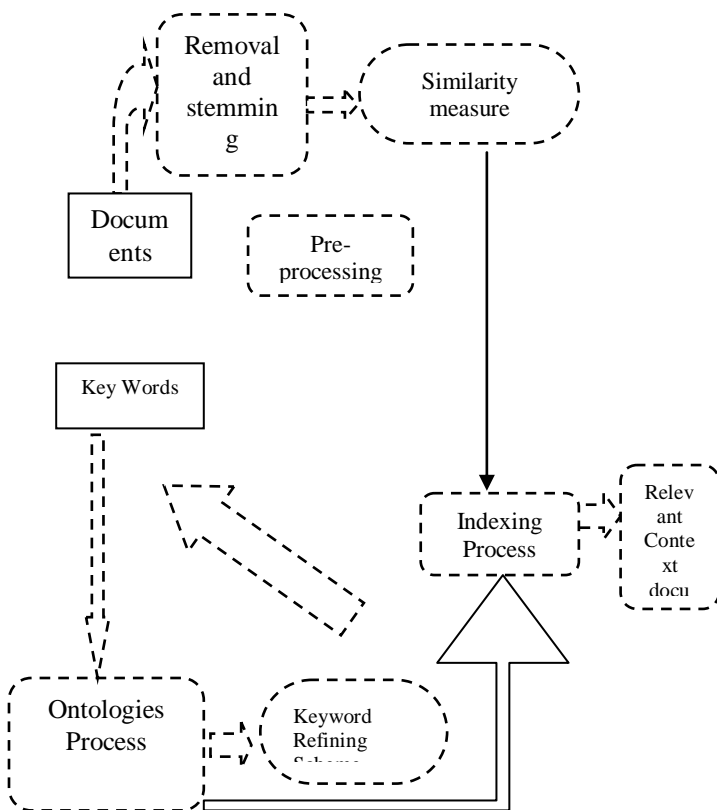 Removal
and
stemmin
g
Similarity
measure
Docum
ents
Pre-
processing
Key Words
Indexing
Process
Relev
ant
Conte
xt
docu
Ontologies
Process
Keyword
Refining